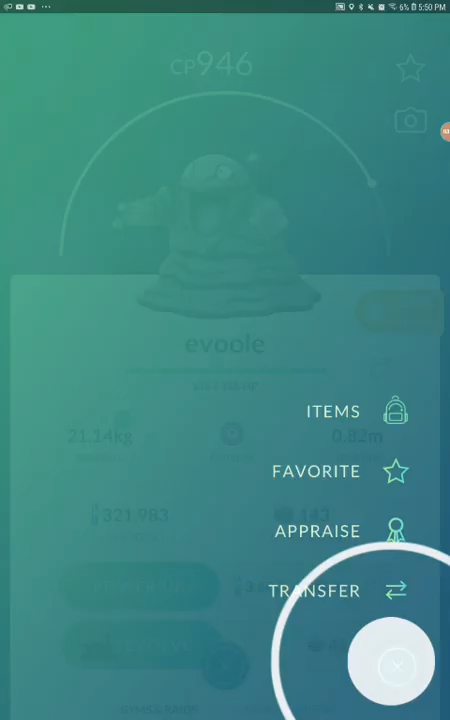 6% 5:50 PM
CP946
evoole
ITEMS
21.14kg
0.82m
FAVORITE
321,983
143
APPRAISE
TRANSFER